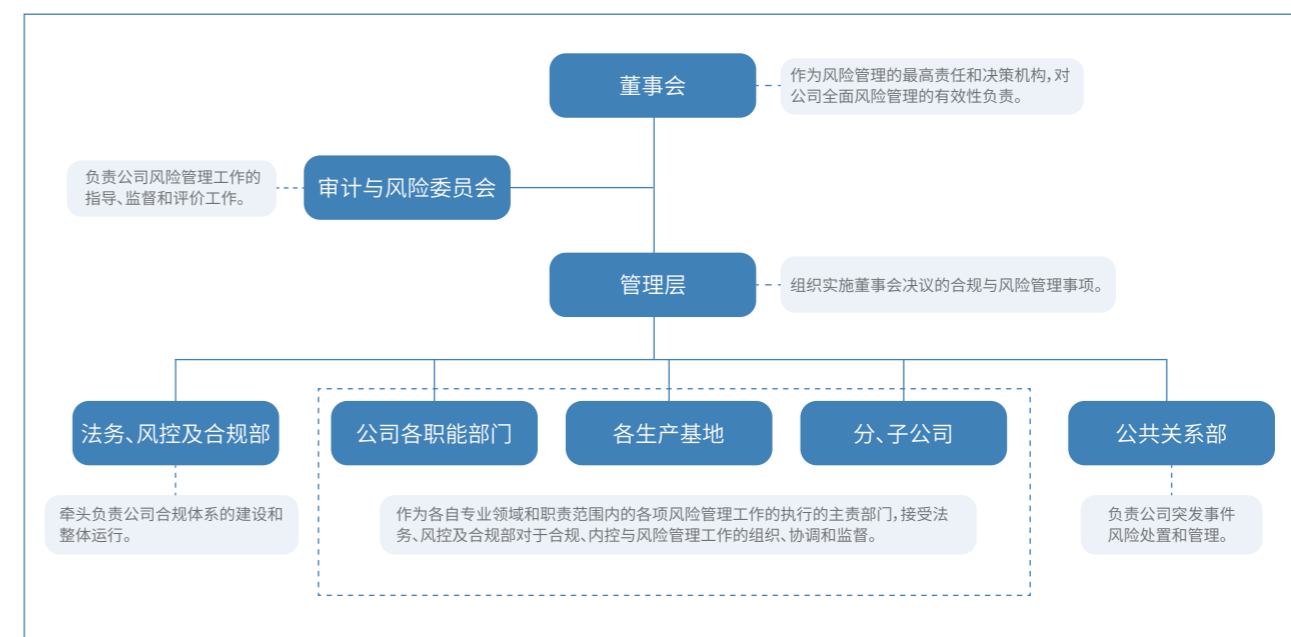 董事会
作为风险管理的最高责任和决策机构，对
公司全面风险管理的有效性负责。
负责公司风险管理工作的
指导、监督和评价工作。
审计与风险委员会
管理层
组织实施董事会决议的合规与风险管理事项。
法务、风控及合规部
公司各职能部门
各生产基地
分、子公司
公共关系部
牵头负责公司合规体系的建设和
整体运行。
作为各自专业领域和职责范围内的各项风险管理工作的执行的主责部门，接受法
务、风控及合规部对于合规、内控与风险管理工作的组织、协调和监督。
负责公司突发事件
风险处置和管理。